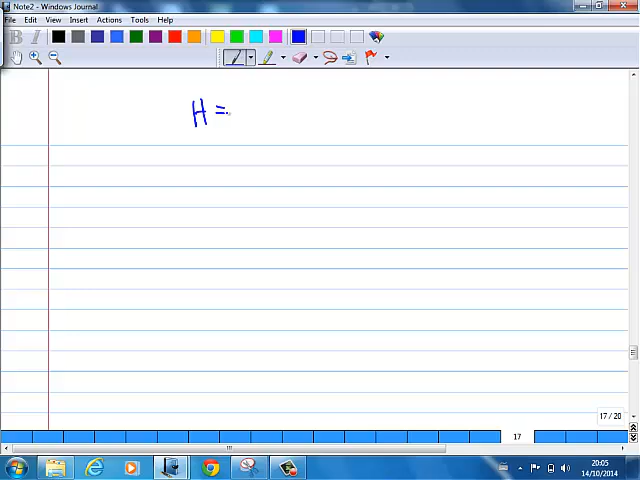 Note2 - Windows Journal
File Edit View Insert Actions Tools Help
B I
H =
17 / 20
17
20:05
14/10/2014